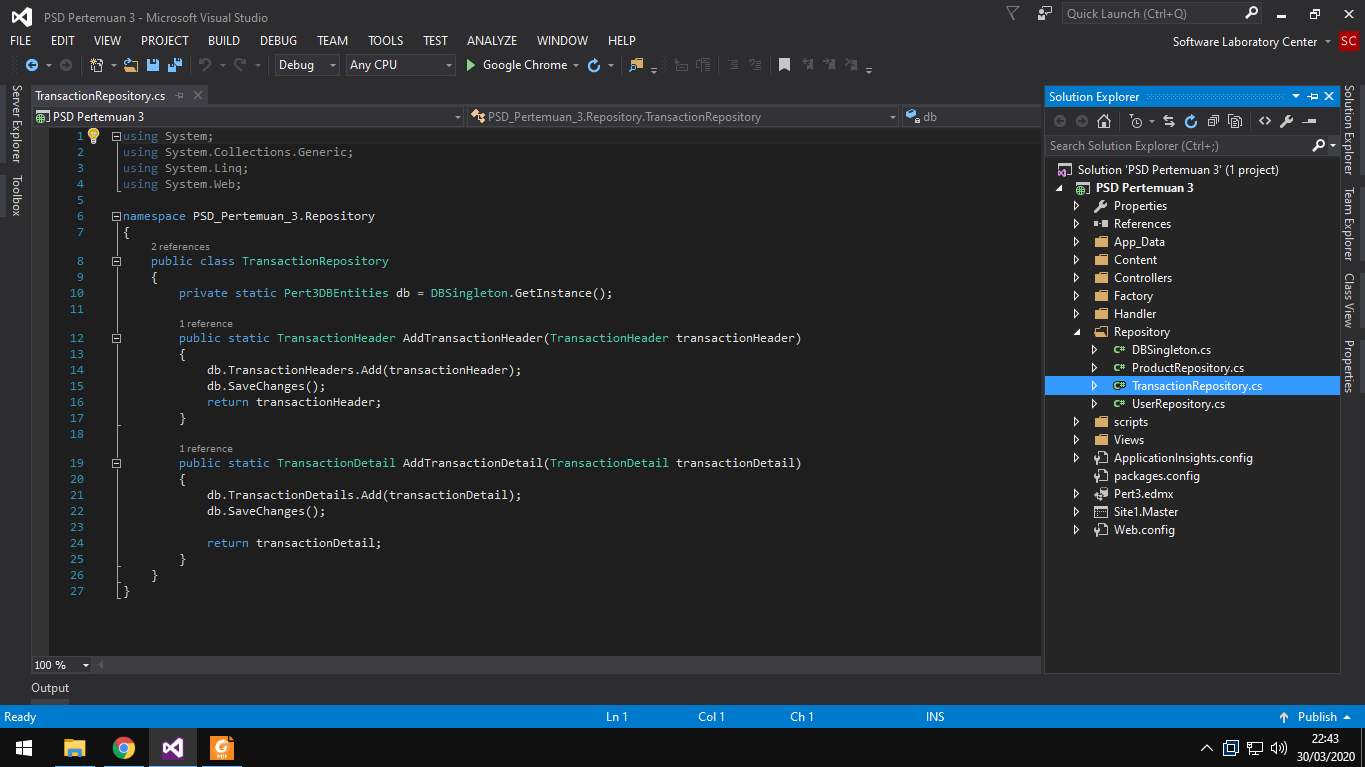 PSD Pertemuan 3 - Microsoft Visual Studio
Quick Launch (Ctrl+Q)
FILE EDIT VIEW PROJECT BUILD DEBUG TEAM TOOLS TEST ANALYZE WINDOW HELP
Software Laboratory Center SC
Debug Any CPU Google Chrome
Server Explorer
Toolbox
TransactionRepository.cs
PSD Pertemuan 3 PSD_Pertemuan_3.Repository.TransactionRepository db
1 using System;
2 using System.Collections.Generic;
3 using System.Linq;
4 using System.Web;
5
6 namespace PSD_Pertemuan_3.Repository
7 {
2 references
8 public class TransactionRepository
9 {
10 private static Pert3DBEntities db = DBSingleton.GetInstance();
11
1 reference
12 public static TransactionHeader AddTransactionHeader(TransactionHeader transactionHeader)
13 {
14 db.TransactionHeaders.Add(transactionHeader);
15 db.SaveChanges();
16 return transactionHeader;
17 }
18
1 reference
19 public static TransactionDetail AddTransactionDetail(TransactionDetail transactionDetail)
20 {
21 db.TransactionDetails.Add(transactionDetail);
22 db.SaveChanges();
23
24 return transactionDetail;
25 }
26 }
27 }
100 %
Solution Explorer
Search Solution Explorer (Ctrl+;)
Solution 'PSD Pertemuan 3' (1 project)
PSD Pertemuan 3
Properties
References
App_Data
Content
Controllers
Factory
Handler
Repository
C# DBSingleton.cs
C# ProductRepository.cs
C# TransactionRepository.cs
C# UserRepository.cs
scripts
Views
ApplicationInsights.config
packages.config
Pert3.edmx
Site1.Master
Web.config
Solution Explorer
Team Explorer
Class View
Properties
Output
Ready Ln 1 Col 1 Ch 1 INS Publish
PDF
22:43
30/03/2020